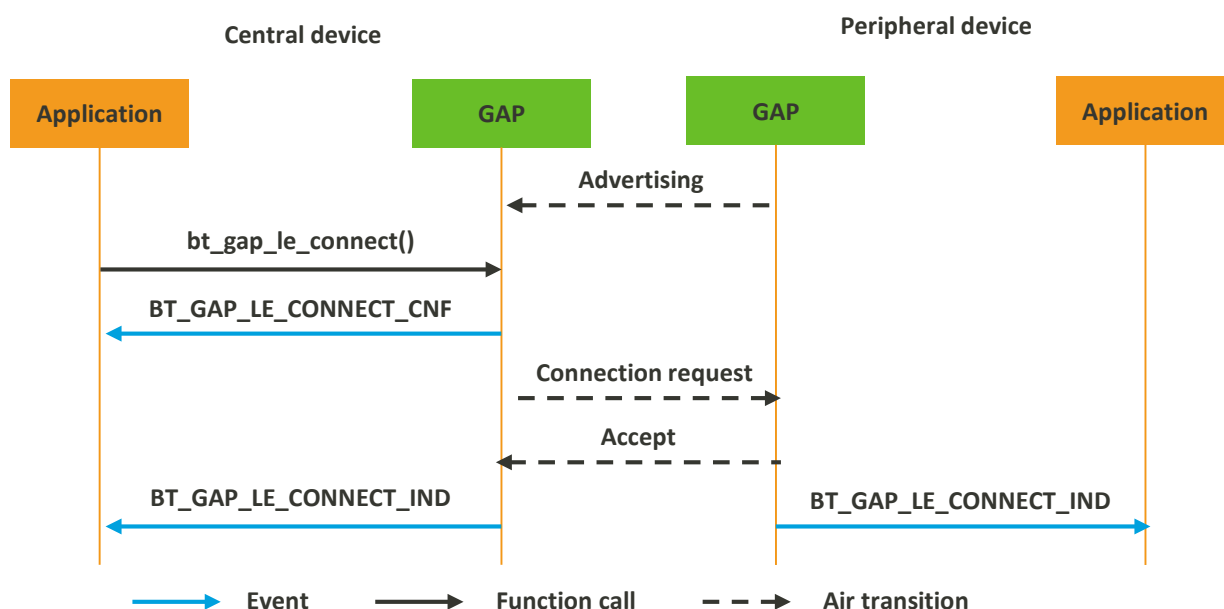 Central device
Peripheral device
Application
GAP
GAP
Application
Advertising
bt_gap_le_connect()
BT_GAP_LE_CONNECT_CNF
Connection request
Accept
BT_GAP_LE_CONNECT_IND
BT_GAP_LE_CONNECT_IND
Event
Function call
Air transition